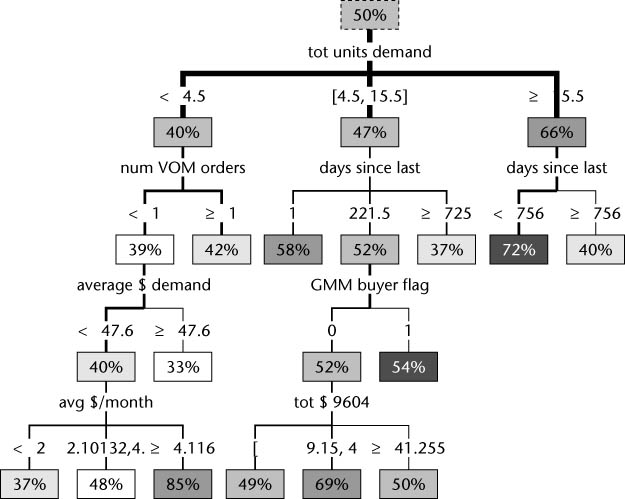 50%
tot units demand
< 4.5 [4.5, 15.5] ≥ 5.5
40% 47% 66%
num VOM orders days since last days since last
< 1 ≥ 1 1 221.5 ≥ 725 < 756 ≥ 756
39% 42% 58% 52% 37% 72% 40%
average $ demand GMM buyer flag
< 47.6 ≥ 47.6 0 1
40% 33% 52% 54%
avg $/month tot $ 9604
< 2 2.10132,4. ≥ 4.116 [ 9.15, 4 ≥ 41.255
37% 48% 85% 49% 69% 50%